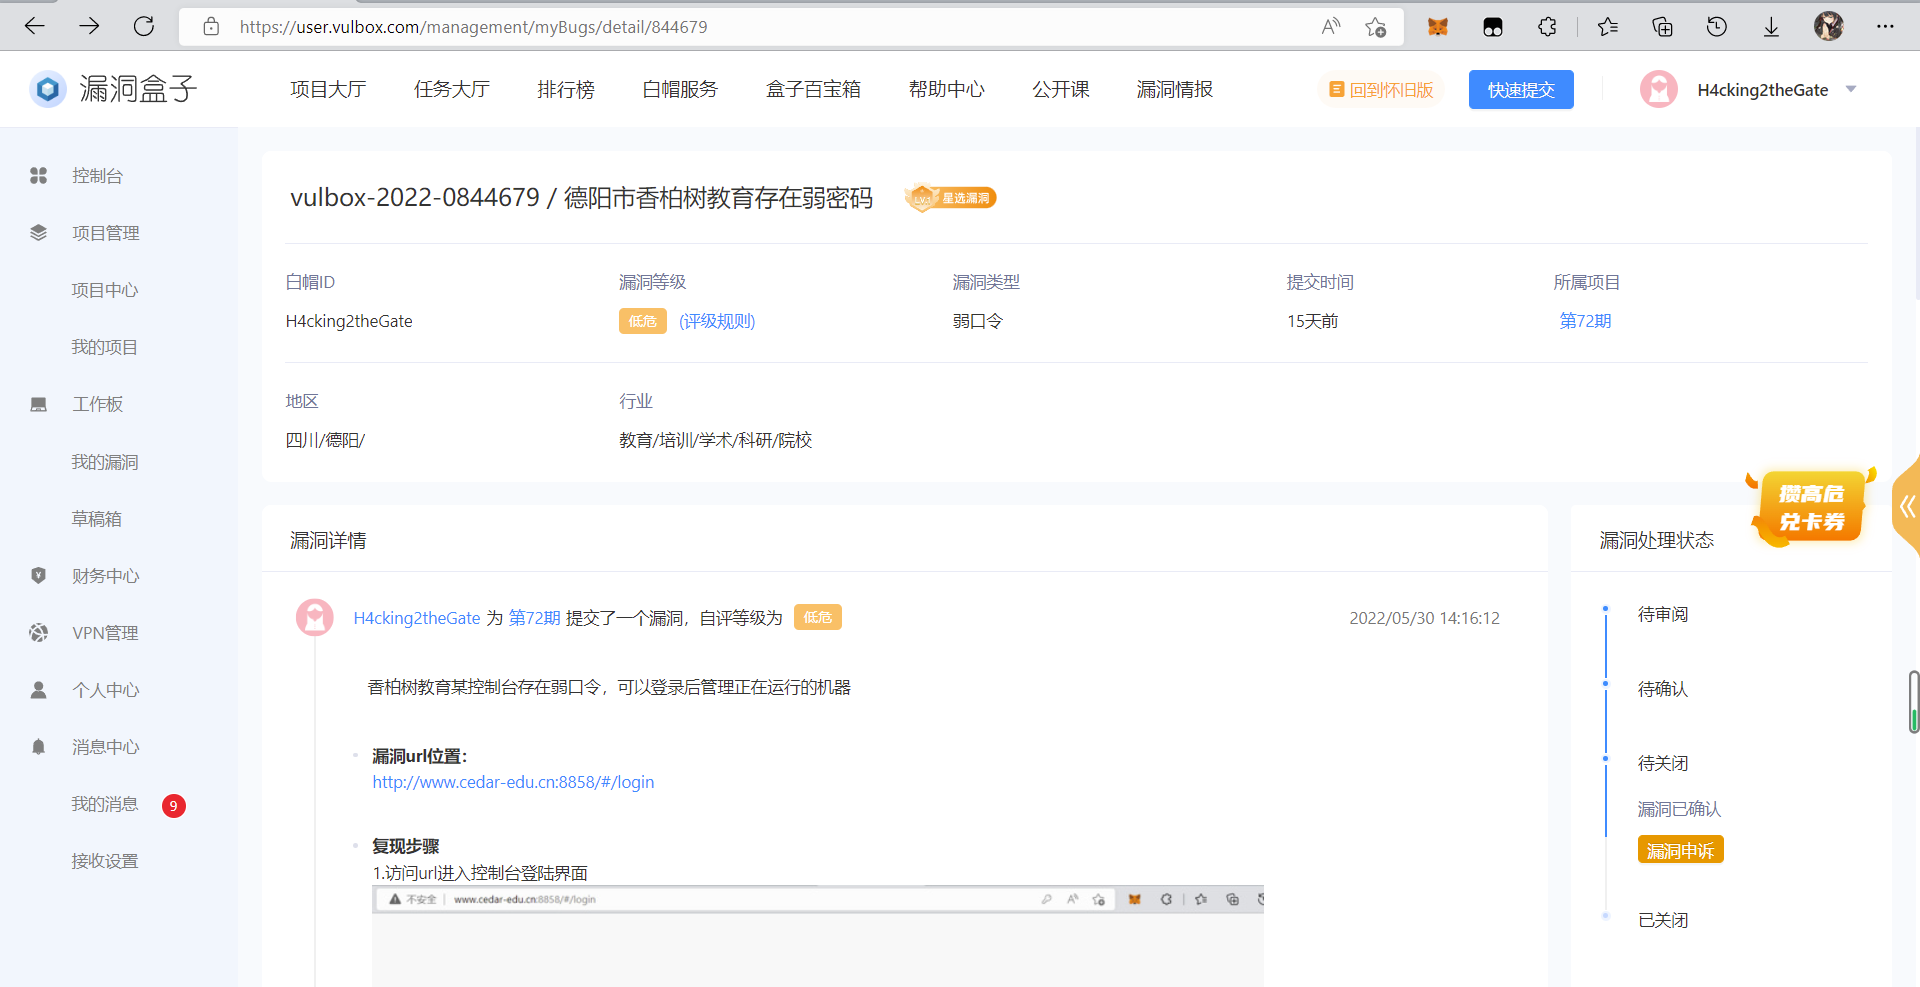 https://user.vulbox.com/management/myBugs/detail/844679
漏洞盒子
项目大厅
任务大厅
排行榜
白帽服务
盒子百宝箱
帮助中心
公开课
漏洞情报
回到怀旧版
快速提交
H4cking2theGate
控制台
项目管理
项目中心
我的项目
工作板
我的漏洞
草稿箱
财务中心
VPN管理
个人中心
消息中心
我的消息 9
接收设置
vulbox-2022-0844679 / 德阳市香柏树教育存在弱密码
LV.1 星选漏洞
白帽ID
漏洞等级
漏洞类型
提交时间
所属项目
H4cking2theGate
低危 (评级规则)
弱口令
15天前
第72期
地区
行业
四川/德阳/
教育/培训/学术/科研/院校
攒高危
兑卡券
漏洞详情
H4cking2theGate 为 第72期 提交了一个漏洞，自评等级为 低危
2022/05/30 14:16:12
香柏树教育某控制台存在弱口令，可以登录后管理正在运行的机器
漏洞url位置：
http://www.cedar-edu.cn:8858/#/login
复现步骤
1.访问url进入控制台登陆界面
不安全 | www.cedar-edu.cn:8858/#/login
漏洞处理状态
待审阅
待确认
待关闭
漏洞已确认
漏洞申诉
已关闭